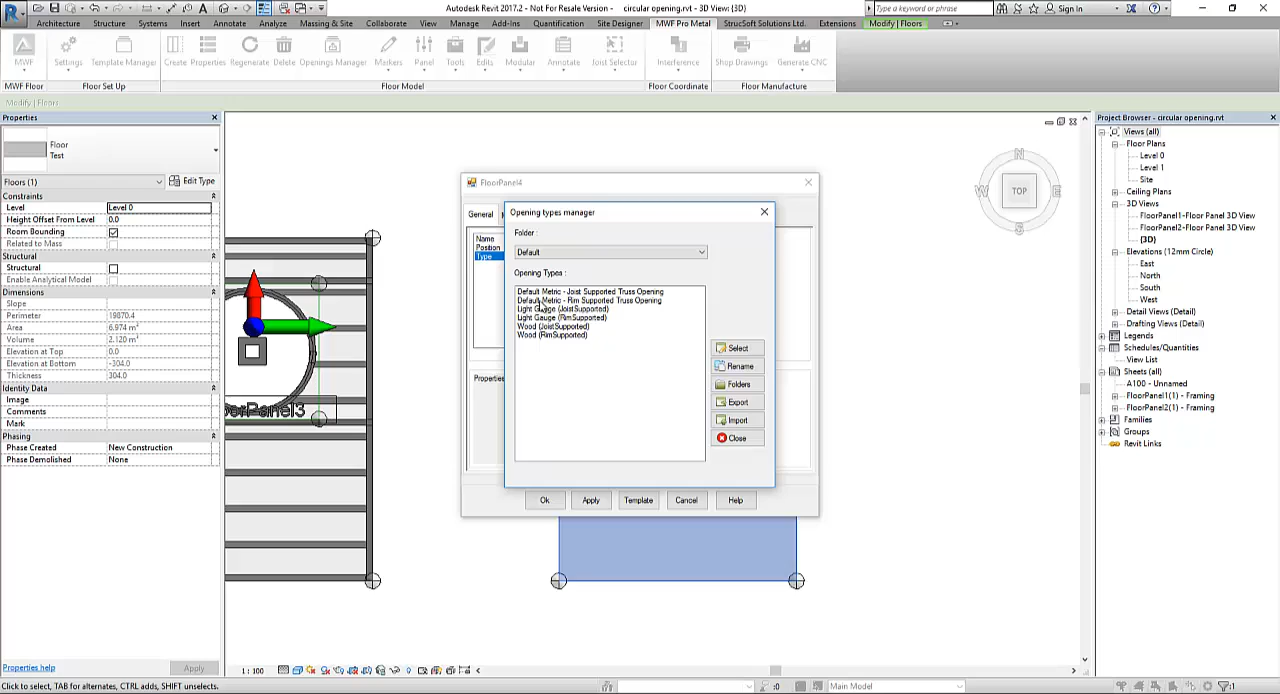 Autodesk Revit 2017.2 - Not For Resale Version - circular opening.rvt - 3D View: {3D}
Type a keyword or phrase
Sign In
Architecture Structure Systems Insert Annotate Analyze Massing & Site Collaborate View Manage Add-Ins Quantification Site Designer MWF Pro Metal StrucSoft Solutions Ltd. Extensions Modify | Floors
MWF Settings Template Manager Create Properties Regenerate Delete Openings Manager Markers Panel Tools Edits Modular Annotate Joist Selector Interference Shop Drawings Generate CNC
MWF Floor Floor Set Up Floor Model Floor Coordinate Floor Manufacture
Modify | Floors
Properties
Floor
Test
Floors (1) Edit Type
Constraints
Level Level 0
Height Offset From Level 0.0
Room Bounding
Related to Mass
Structural
Structural
Enable Analytical Model
Dimensions
Slope
Perimeter 19870.4
Area 6.974 m²
Volume 2.120 m³
Elevation at Top 0.0
Elevation at Bottom -304.0
Thickness 304.0
Identity Data
Image
Comments
Mark
Phasing
Phase Created New Construction
Phase Demolished None
Properties help Apply
oorPanel3
FloorPanel4
General
Name
Position
Type
Properties
Ok Apply Template Cancel Help
Opening types manager
Folder :
Default
Opening Types :
Default Metric - Joist Supported Truss Opening
Default Metric - Rim Supported Truss Opening
Light Gauge (JoistSupported)
Light Gauge (RimSupported)
Wood (JoistSupported)
Wood (RimSupported)
Select
Rename
Folders
Export
Import
Close
N
W TOP E
S
Project Browser - circular opening.rvt
Views (all)
Floor Plans
Level 0
Level 1
Site
Ceiling Plans
3D Views
FloorPanel1-Floor Panel 3D View
FloorPanel2-Floor Panel 3D View
{3D}
Elevations (12mm Circle)
East
North
South
West
Detail Views (Detail)
Drafting Views (Detail)
Legends
Schedules/Quantities
View List
Sheets (all)
A100 - Unnamed
FloorPanel1(1) - Framing
FloorPanel2(1) - Framing
Families
Groups
Revit Links
1 : 100
Click to select, TAB for alternates, CTRL adds, SHIFT unselects.
:0
Main Model
:1